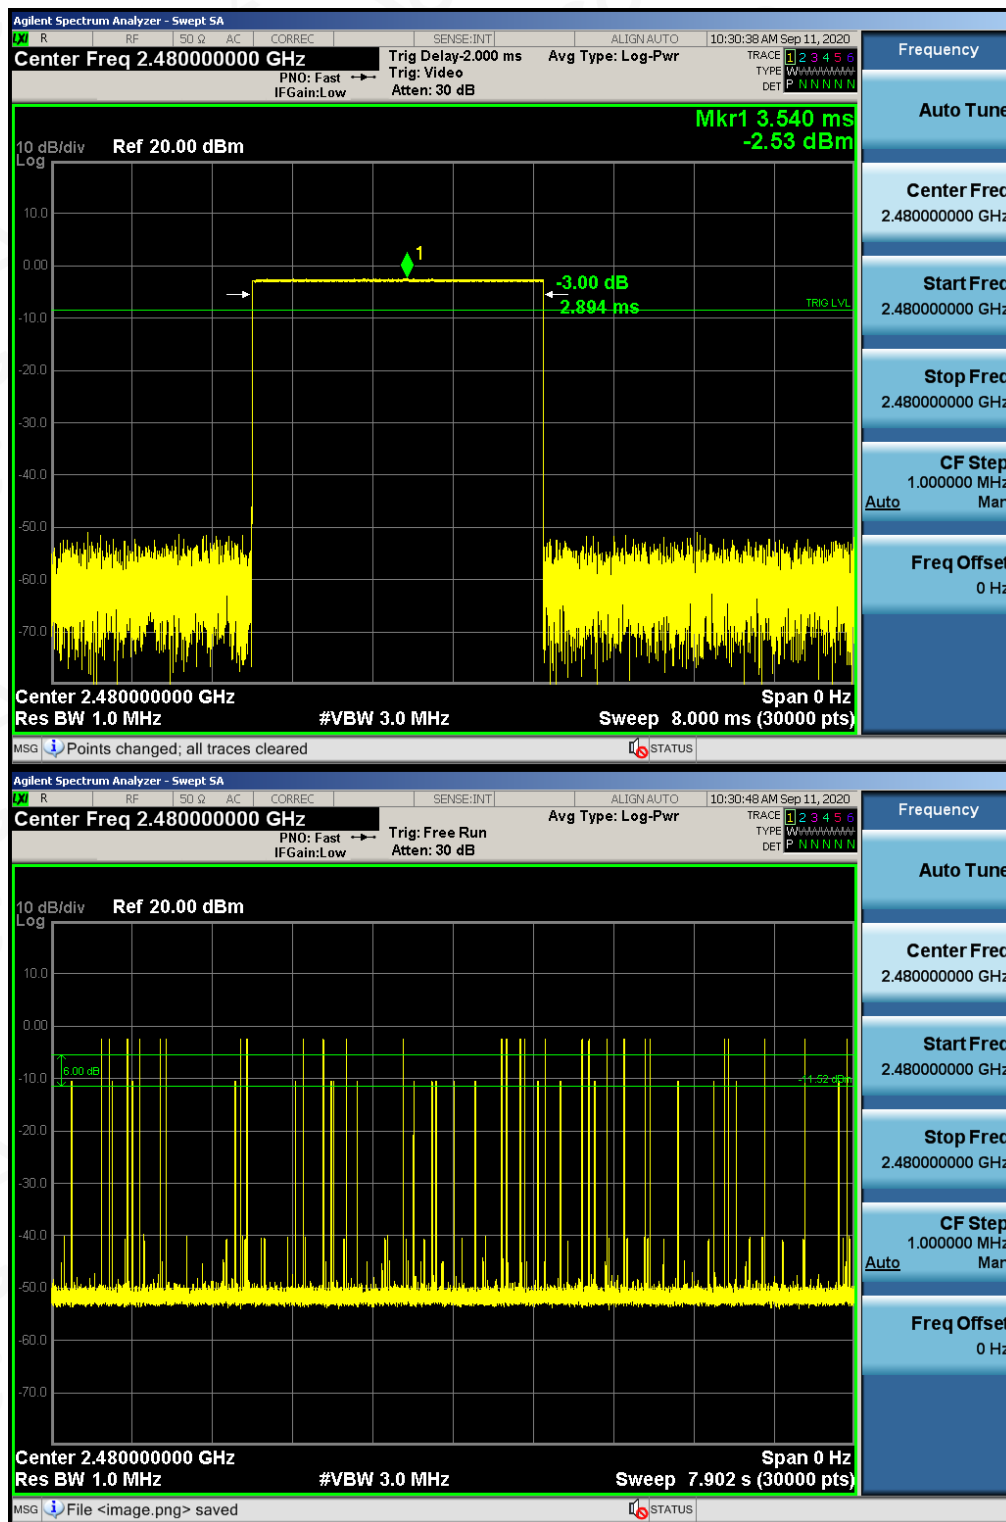 Agilent Spectrum Analyzer - Swept SA
LXI R RF 50 Ω AC CORREC SENSE:INT ALIGN AUTO 10:30:38 AM Sep 11, 2020
Center Freq 2.480000000 GHz
PNO: Fast
IFGain:Low
Trig Delay-2.000 ms
Trig: Video
Atten: 30 dB
Avg Type: Log-Pwr
TRACE 1 2 3 4 5 6
TYPE W
DET P N N N N N
Frequency
Mkr1 3.540 ms
-2.53 dBm
10 dB/div Ref 20.00 dBm
Log
10.0
0.00
-10.0
-20.0
-30.0
-40.0
-50.0
-60.0
-70.0
1
-3.00 dB
2.894 ms
TRIG LVL
Center 2.480000000 GHz Span 0 Hz
Res BW 1.0 MHz #VBW 3.0 MHz Sweep 8.000 ms (30000 pts)
MSG Points changed; all traces cleared STATUS
Auto Tune
Center Freq
2.480000000 GHz
Start Freq
2.480000000 GHz
Stop Freq
2.480000000 GHz
CF Step
1.000000 MHz
Auto Man
Freq Offset
0 Hz
Agilent Spectrum Analyzer - Swept SA
LXI R RF 50 Ω AC CORREC SENSE:INT ALIGN AUTO 10:30:48 AM Sep 11, 2020
Center Freq 2.480000000 GHz
PNO: Fast
IFGain:Low
Trig: Free Run
Atten: 30 dB
Avg Type: Log-Pwr
TRACE 1 2 3 4 5 6
TYPE W
DET P N N N N N
Frequency
10 dB/div Ref 20.00 dBm
Log
10.0
0.00
-10.0
-20.0
-30.0
-40.0
-50.0
-60.0
-70.0
6.00 dB
-11.52 dBm
Center 2.480000000 GHz Span 0 Hz
Res BW 1.0 MHz #VBW 3.0 MHz Sweep 7.902 s (30000 pts)
MSG File <image.png> saved STATUS
Auto Tune
Center Freq
2.480000000 GHz
Start Freq
2.480000000 GHz
Stop Freq
2.480000000 GHz
CF Step
1.000000 MHz
Auto Man
Freq Offset
0 Hz